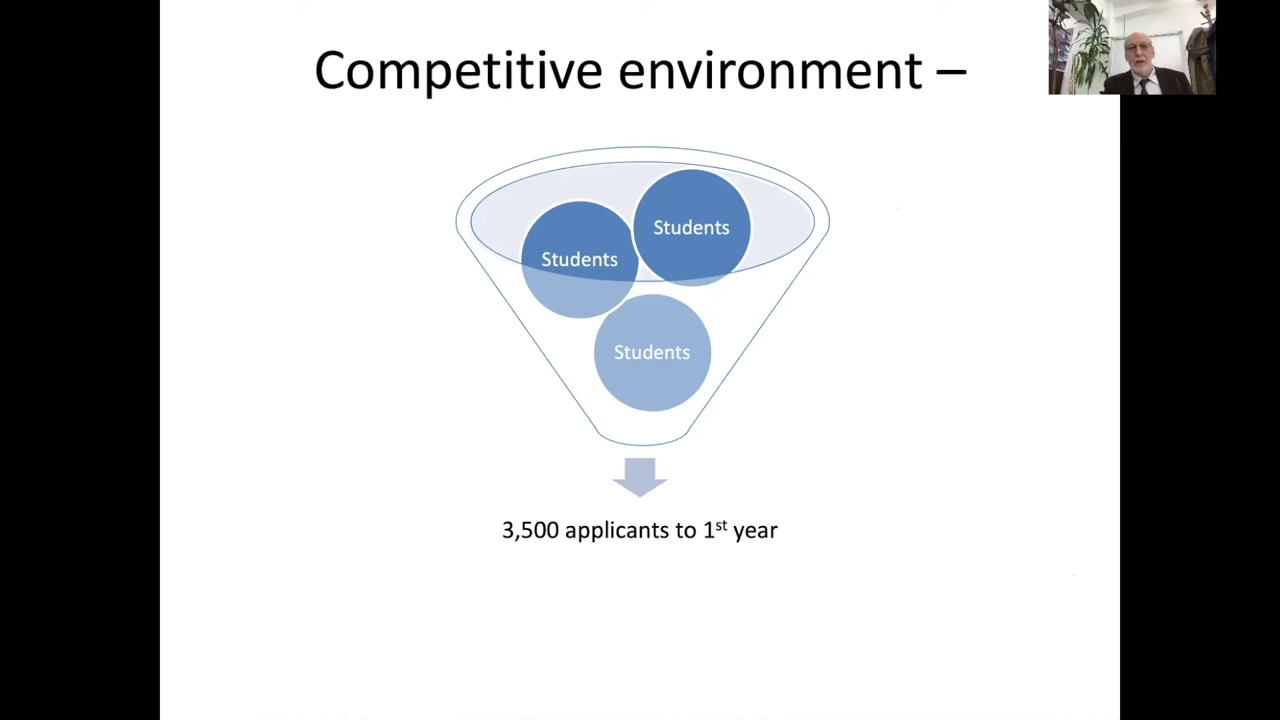 Competitive environment –
Students
Students
Students
3,500 applicants to 1st year